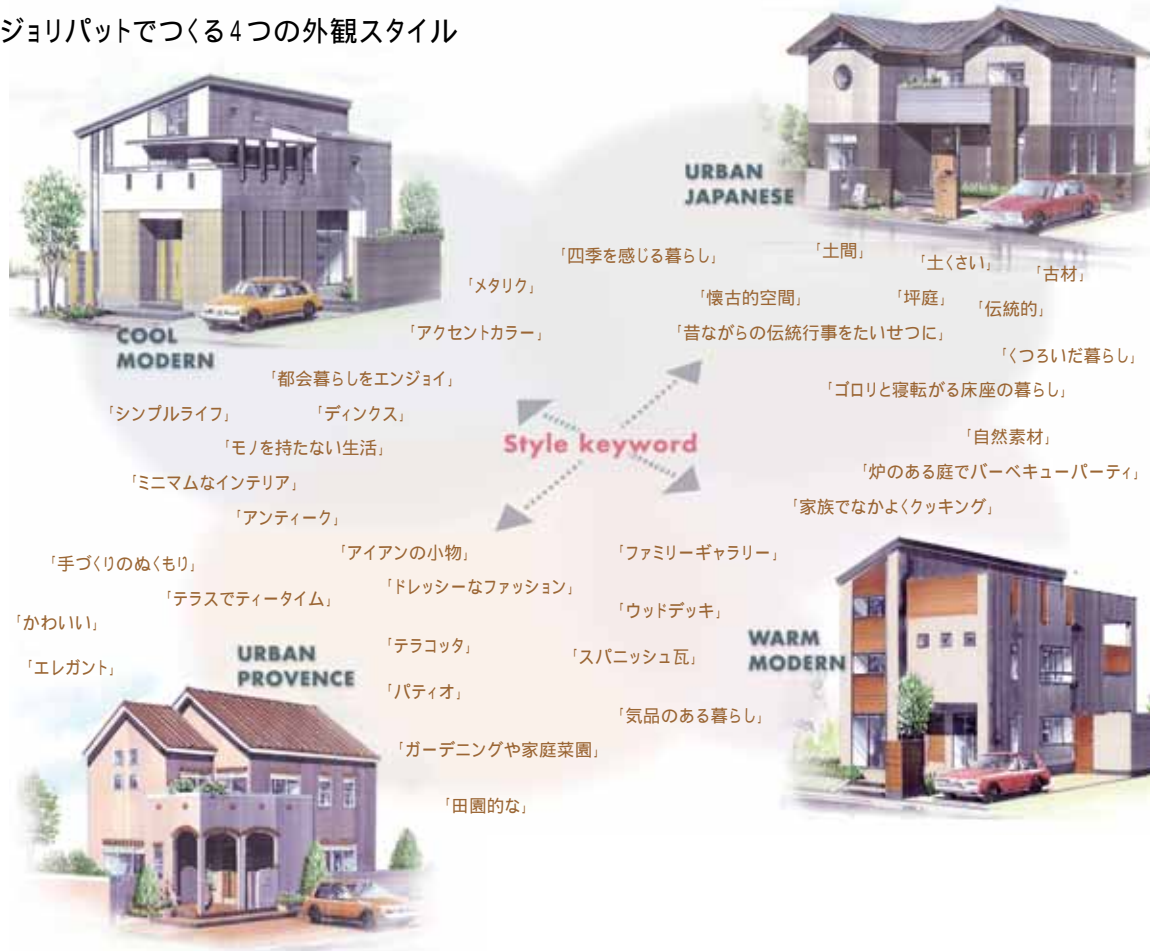 ジョリパットでつくる4つの外観スタイル
URBAN
JAPANESE
「四季を感じる暮らし」
「土間」
「土くさい」
「古材」
「メタリク」
「懐古的空間」
「坪庭」
「伝統的」
「アクセントカラー」
「昔ながらの伝統行事をたいせつに」
COOL
MODERN
「くつろいだ暮らし」
「都会暮らしをエンジョイ」
「ゴロリと寝転がる床座の暮らし」
「シンプルライフ」
「ディンクス」
Style keyword
「自然素材」
「モノを持たない生活」
「炉のある庭でバーベキューパーティ」
「ミニマムなインテリア」
「家族でなかよくクッキング」
「アンティーク」
「アイアンの小物」
「ファミリーギャラリー」
「手づくりのぬくもり」
「ドレッシーなファッション」
「テラスでティータイム」
「ウッドデッキ」
「かわいい」
WARM
MODERN
「テラコッタ」
「スパニッシュ瓦」
「エレガント」
URBAN
PROVENCE
「パティオ」
「気品のある暮らし」
「ガーデニングや家庭菜園」
「田園的な」